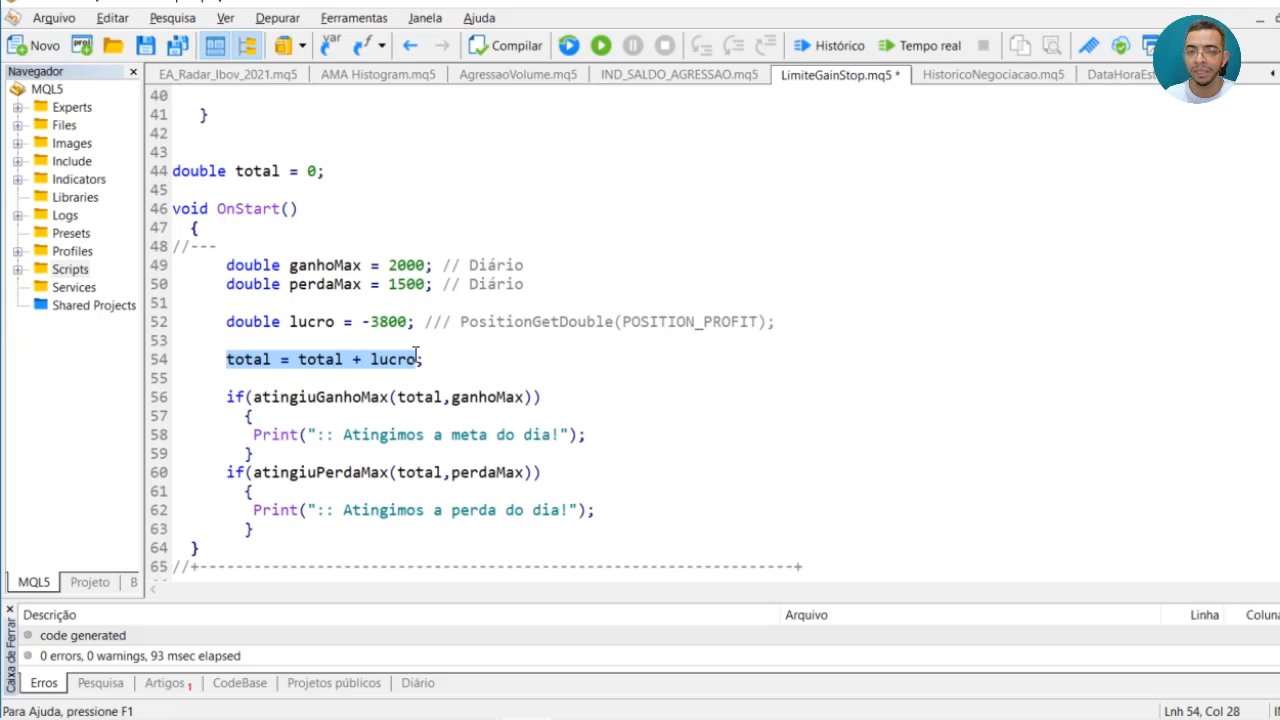 Arquivo Editar Pesquisa Ver Depurar Ferramentas Janela Ajuda
Novo proj var Compilar Histórico Tempo real
Navegador
EA_Radar_Ibov_2021.mq5 AMA Histogram.mq5 AgressaoVolume.mq5 IND_SALDO_AGRESSAO.mq5 LimiteGainStop.mq5 * HistoricoNegociacao.mq5 DataHoraEs
MQL5
Experts
Files
Images
Include
Indicators
Libraries
Logs
Presets
Profiles
Scripts
Services
Shared Projects
MQL5 Projeto B
40
41 }
42
43
44 double total = 0;
45
46 void OnStart()
47 {
48 //---
49 double ganhoMax = 2000; // Diário
50 double perdaMax = 1500; // Diário
51
52 double lucro = -3800; /// PositionGetDouble(POSITION_PROFIT);
53
54 total = total + lucro;
55
56 if(atingiuGanhoMax(total,ganhoMax))
57 {
58 Print(":: Atingimos a meta do dia!");
59 }
60 if(atingiuPerdaMax(total,perdaMax))
61 {
62 Print(":: Atingimos a perda do dia!");
63 }
64 }
65 //+------------------------------------------------------------------+
Caixa de Ferrar
Descrição Arquivo Linha Coluna
code generated
0 errors, 0 warnings, 93 msec elapsed
Erros Pesquisa Artigos 1 CodeBase Projetos públicos Diário
Para Ajuda, pressione F1 Lnh 54, Col 28